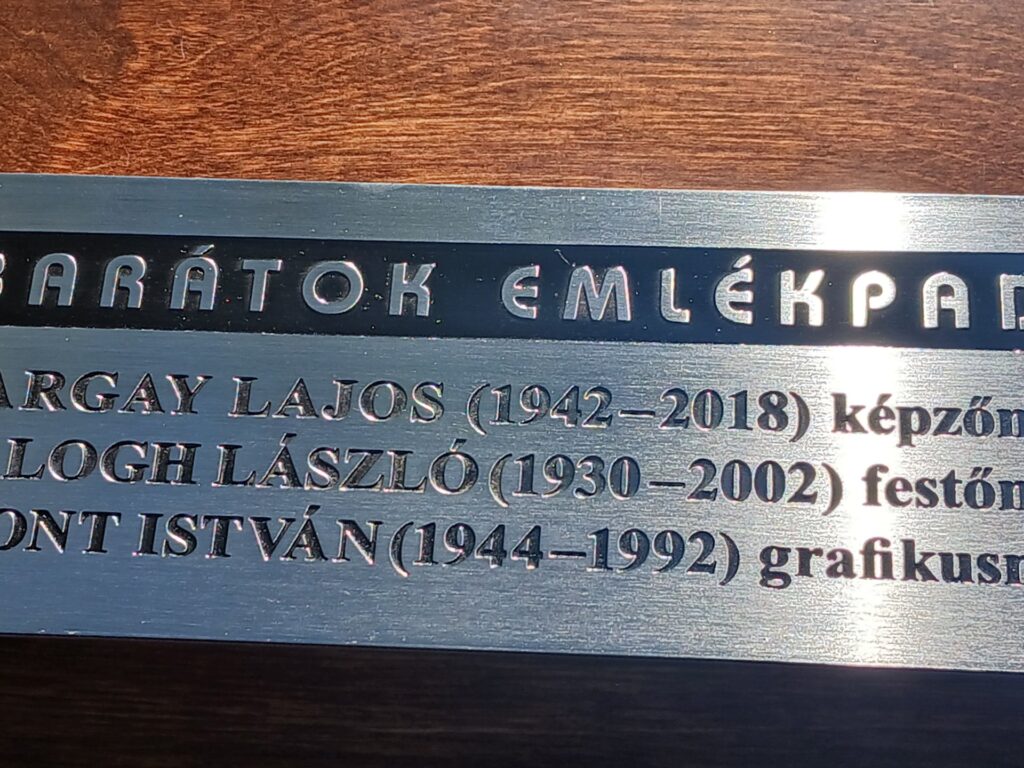 BARÁTOK EMLÉKPAD
ARGAY LAJOS (1942–2018) képzőm
LOGH LÁSZLÓ (1930–2002) festőm
ONT ISTVÁN (1944–1992) grafikusm